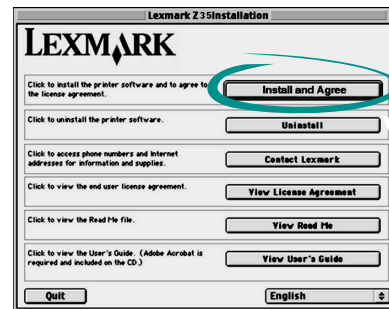 Lexmark Z35Installation
LEXMARK
Click to install the printer software and to agree to
the license agreement.
Install and Agree
Click to uninstall the printer software.
Uninstall
Click to access phone numbers and Internet
addresses for information and supplies.
Contact Lexmark
Click to view the end user license agreement.
View License Agreement
Click to view the Read Me file.
View Read Me
Click to view the User's Guide. (Adobe Acrobat is
required and included on the CD.)
View User's Guide
Quit
English